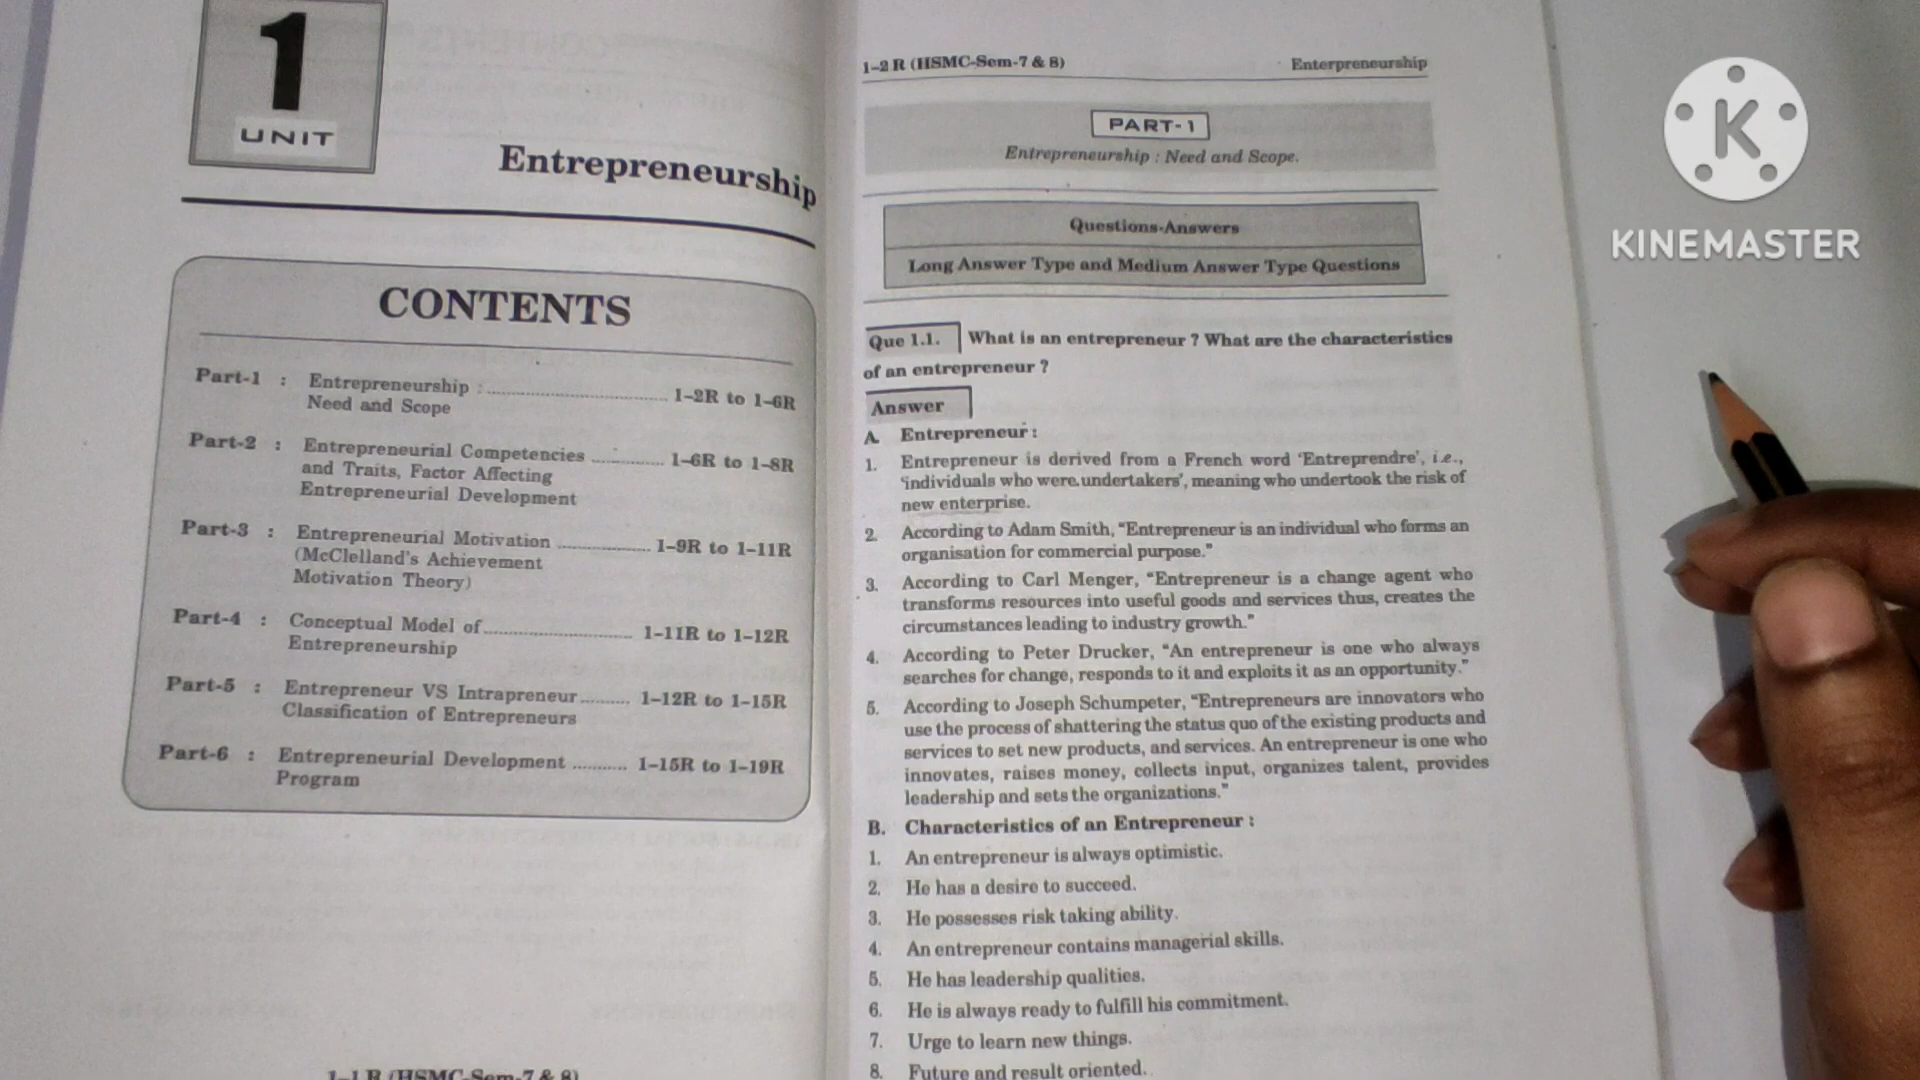 1
UNIT
Entrepreneurship
CONTENTS
Part-1 : Entrepreneurship : ........................................ 1–2R to 1–6R
Need and Scope
Part-2 : Entrepreneurial Competencies ................ 1–6R to 1–8R
and Traits, Factor Affecting
Entrepreneurial Development
Part-3 : Entrepreneurial Motivation ..................... 1–9R to 1–11R
(McClelland's Achievement
Motivation Theory)
Part-4 : Conceptual Model of ................................. 1–11R to 1–12R
Entrepreneurship
Part-5 : Entrepreneur VS Intrapreneur .......... 1–12R to 1–15R
Classification of Entrepreneurs
Part-6 : Entrepreneurial Development ........... 1–15R to 1–19R
Program
1–1 R (HSMC-Sem-7 & 8)
1–2 R (HSMC-Sem-7 & 8) Enterpreneurship
PART-1
Entrepreneurship : Need and Scope.
Questions-Answers
Long Answer Type and Medium Answer Type Questions
Que 1.1. What is an entrepreneur ? What are the characteristics
of an entrepreneur ?
Answer
A. Entrepreneur :
1. Entrepreneur is derived from a French word ‘Entreprendre’, i.e.,
‘individuals who were undertakers’, meaning who undertook the risk of
new enterprise.
2. According to Adam Smith, “Entrepreneur is an individual who forms an
organisation for commercial purpose.”
3. According to Carl Menger, “Entrepreneur is a change agent who
transforms resources into useful goods and services thus, creates the
circumstances leading to industry growth.”
4. According to Peter Drucker, “An entrepreneur is one who always
searches for change, responds to it and exploits it as an opportunity.”
5. According to Joseph Schumpeter, “Entrepreneurs are innovators who
use the process of shattering the status quo of the existing products and
services to set new products, and services. An entrepreneur is one who
innovates, raises money, collects input, organizes talent, provides
leadership and sets the organizations.”
B. Characteristics of an Entrepreneur :
1. An entrepreneur is always optimistic.
2. He has a desire to succeed.
3. He possesses risk taking ability.
4. An entrepreneur contains managerial skills.
5. He has leadership qualities.
6. He is always ready to fulfill his commitment.
7. Urge to learn new things.
8. Future and result oriented.
K
KINEMASTER